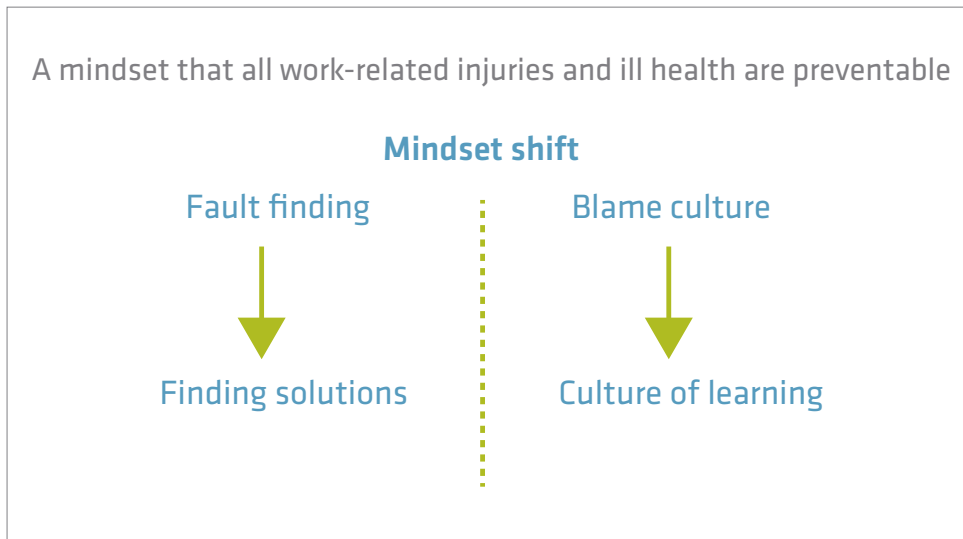 A mindset that all work-related injuries and ill health are preventable
Mindset shift
Fault finding
Blame culture
Finding solutions
Culture of learning